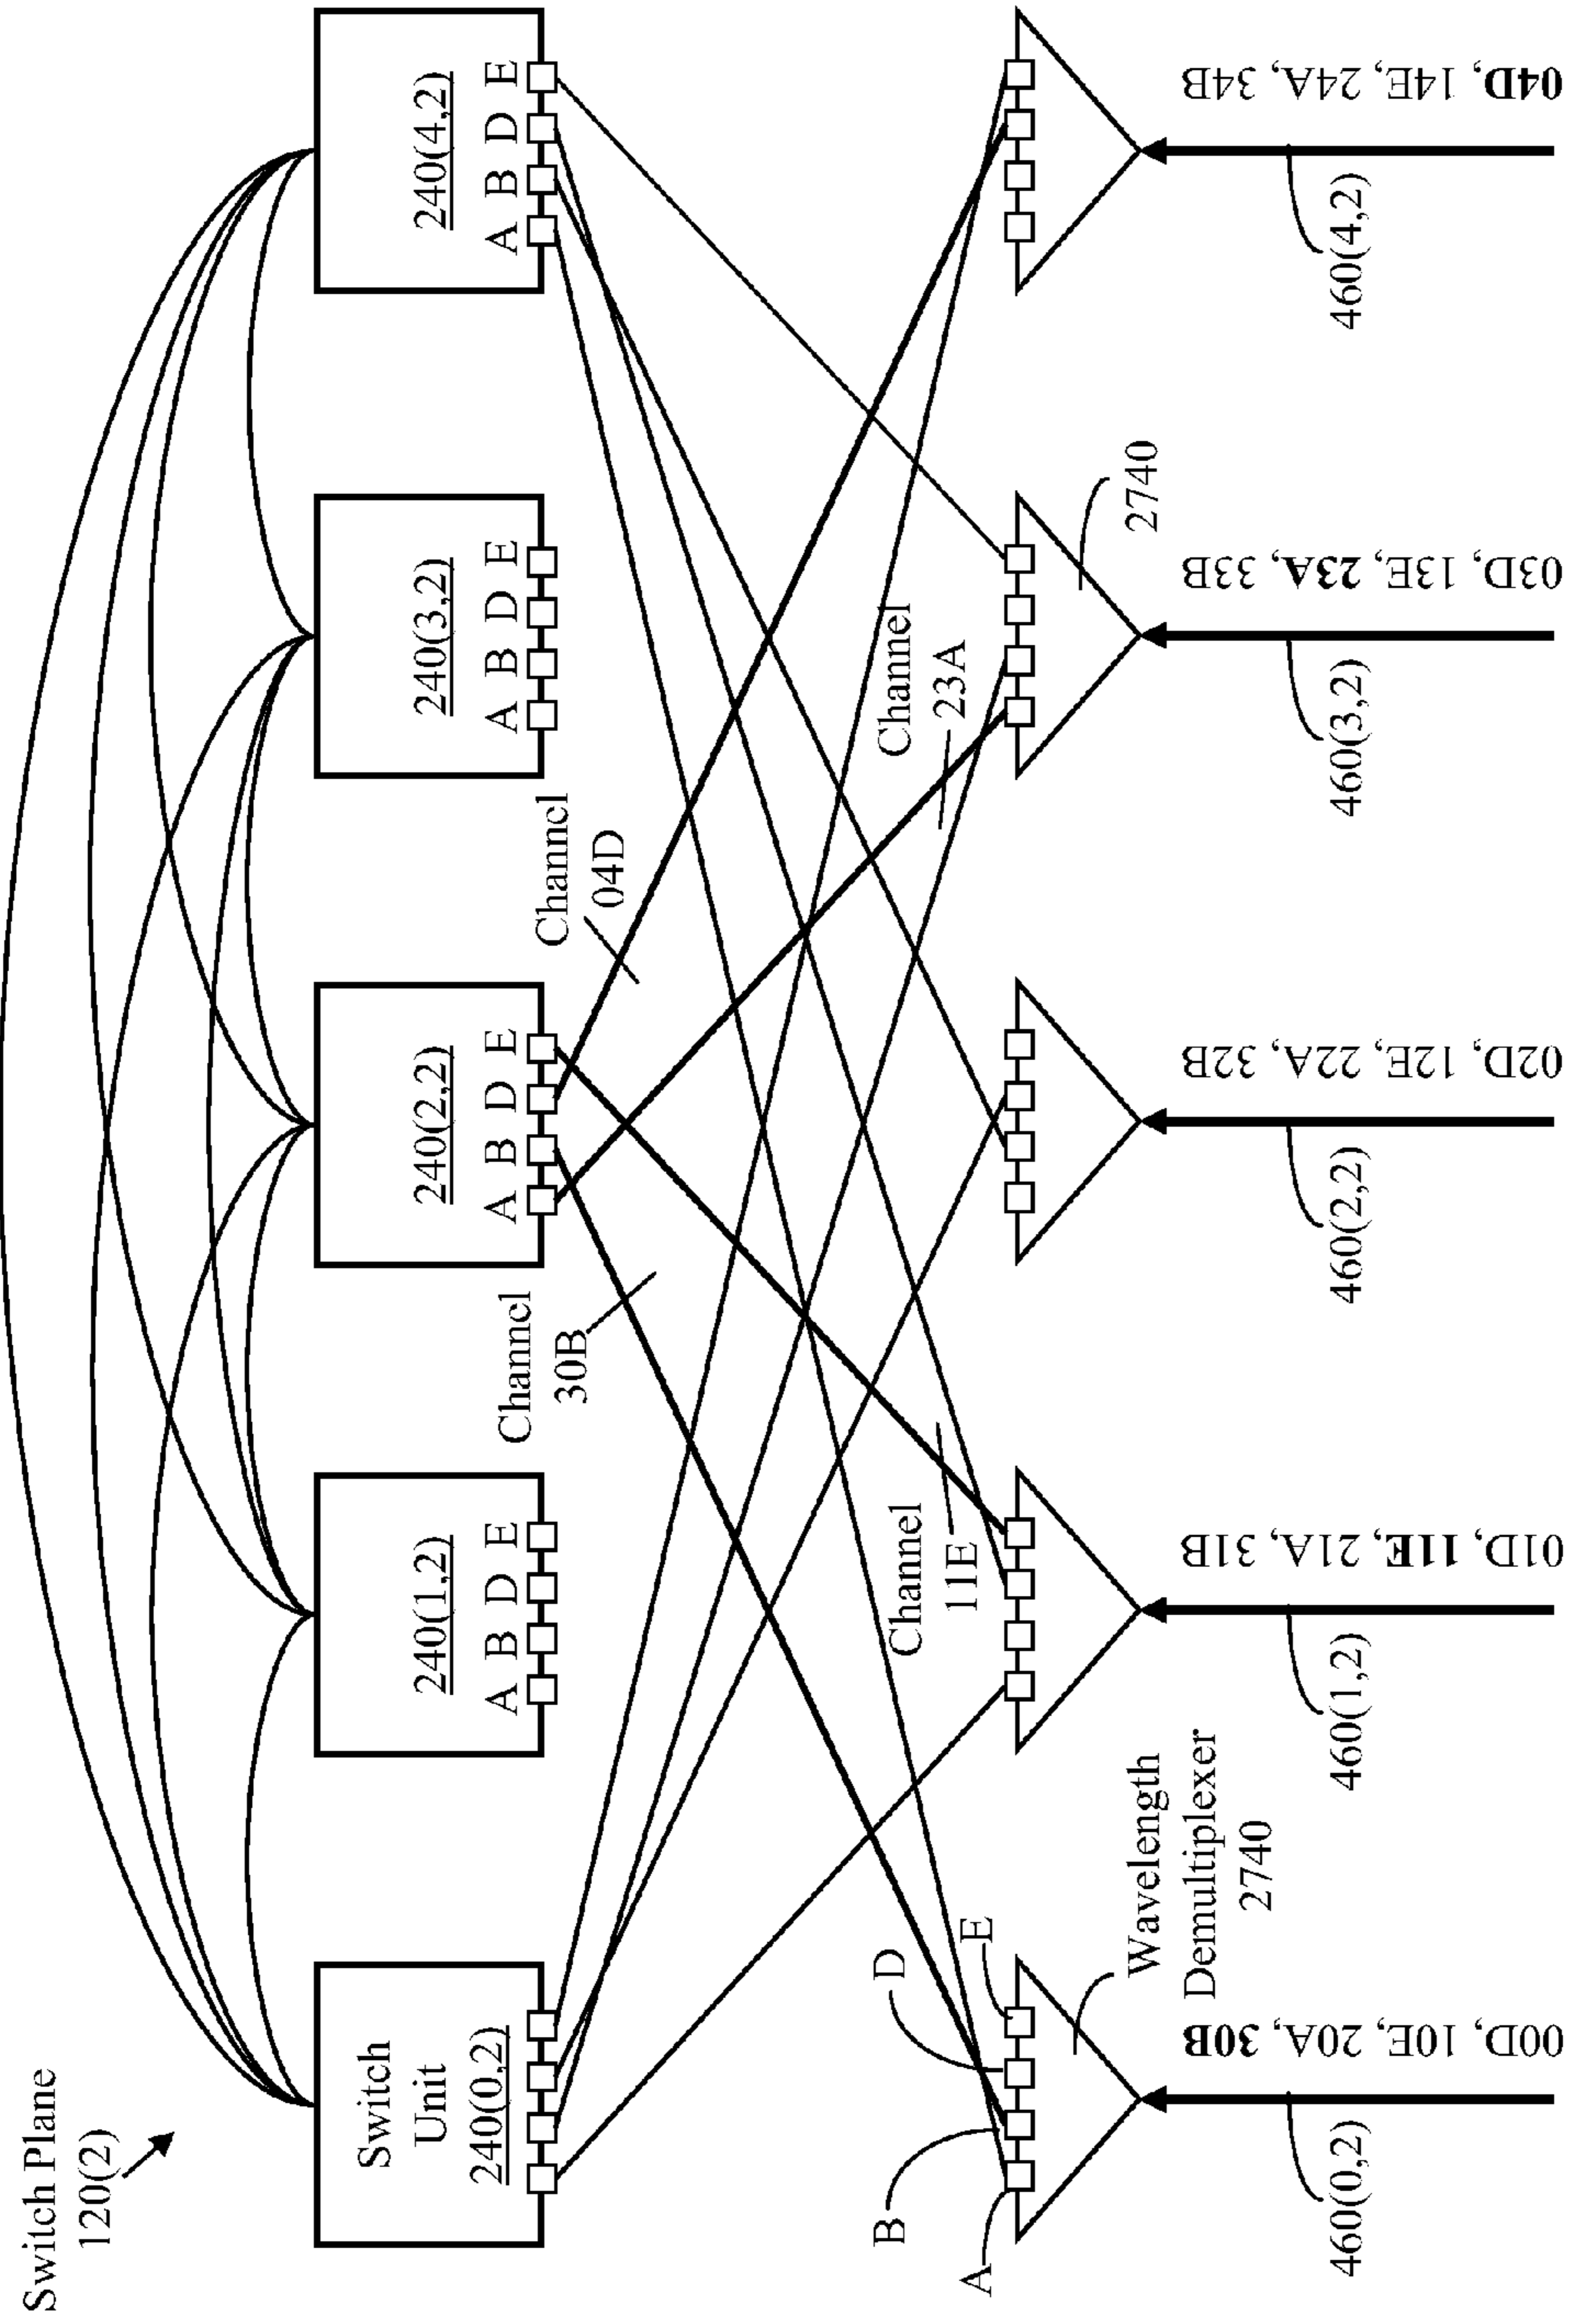 Switch Plane
120(2)
Switch
Unit
240(0,2)
240(1,2)
A B D E
240(2,2)
A B D E
240(3,2)
A B D E
240(4,2)
A B D E
Channel
30B
Channel
04D
Channel
11E
Channel
23A
A
B
D
E
Wavelength
Demultiplexer
2740
2740
460(0,2)
00D, 10E, 20A, 30B
460(1,2)
01D, 11E, 21A, 31B
460(2,2)
02D, 12E, 22A, 32B
460(3,2)
03D, 13E, 23A, 33B
460(4,2)
04D, 14E, 24A, 34B